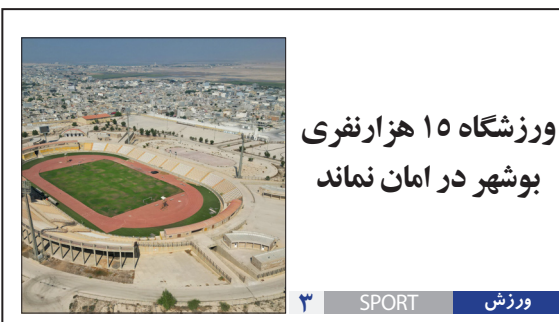 ورزشگاه ۱۵ هزارنفری
بوشهر در امان نماند
ورزش SPORT ۳